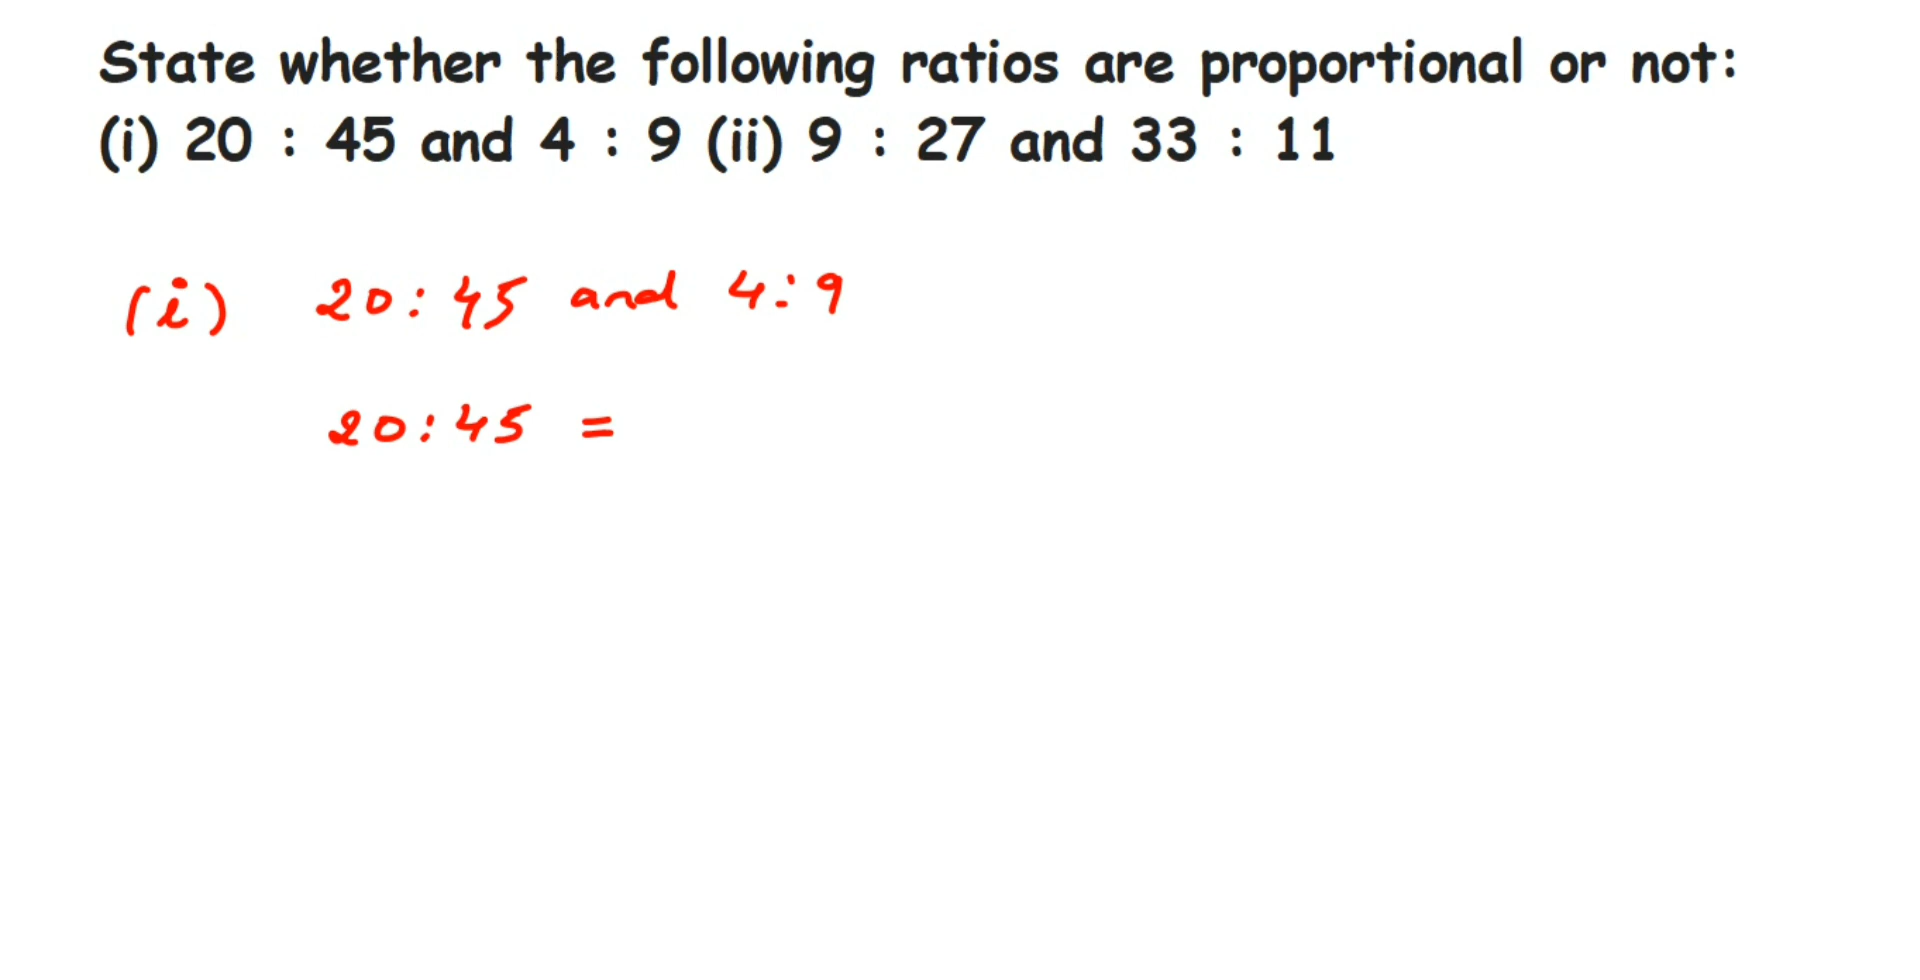 State whether the following ratios are proportional or not:
(i) 20 : 45 and 4 : 9 (ii) 9 : 27 and 33 : 11
(i) 20:45 and 4:9
20:45 =